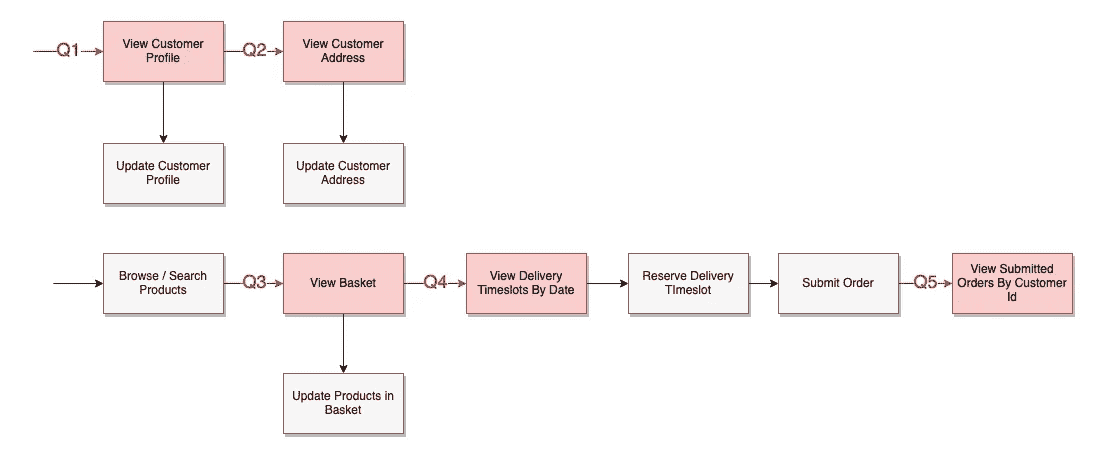 Q1
View Customer
Profile
Q2
View Customer
Address
Update Customer
Profile
Update Customer
Address
Browse / Search
Products
Q3
View Basket
Q4
View Delivery
Timeslots By Date
Reserve Delivery
TImeslot
Submit Order
Q5
View Submitted
Orders By Customer
Id
Update Products in
Basket